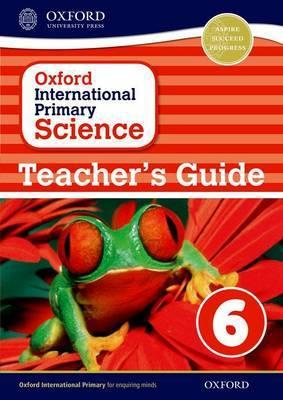 OXFORD
UNIVERSITY PRESS
ASPIRE
SUCCEED
PROGRESS
Oxford
International
Primary
Science
Teacher's Guide
6
Oxford International Primary for enquiring minds
OXFORD